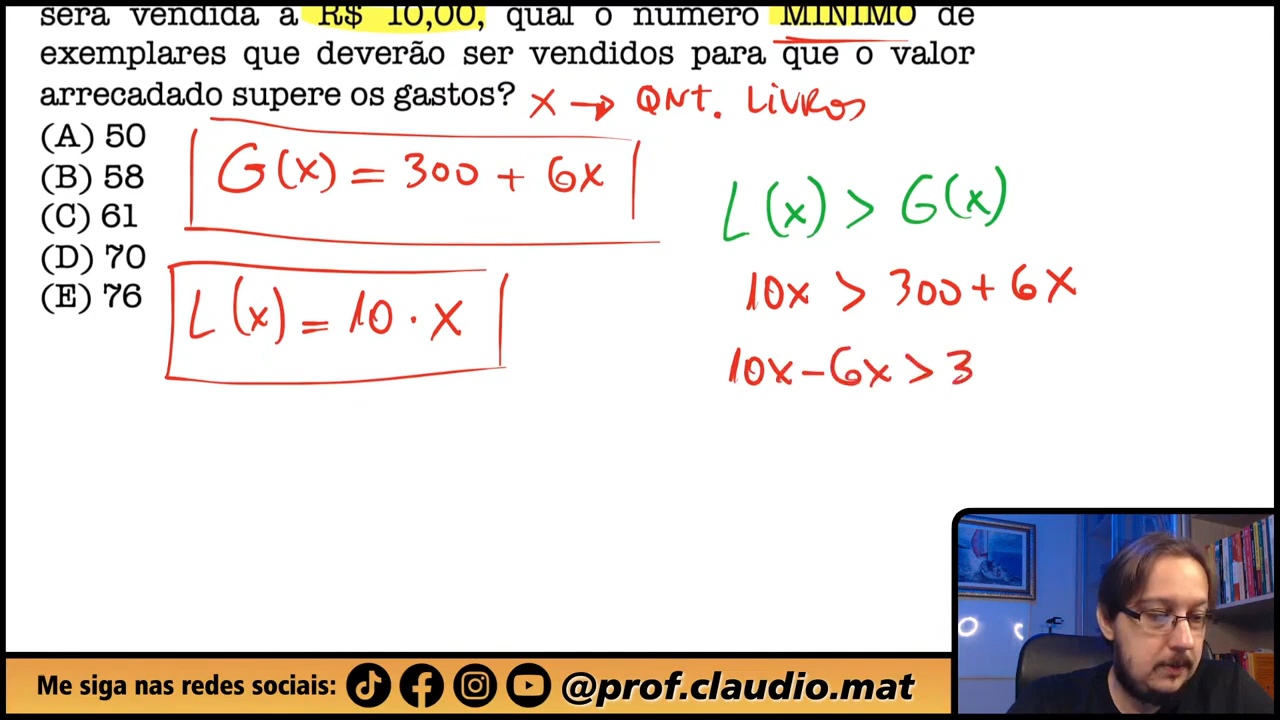 será vendida a R$ 10,00, qual o número MÍNIMO de
exemplares que deverão ser vendidos para que o valor
arrecadado supere os gastos? x → QNT. LIVROS
(A) 50
(B) 58
(C) 61
(D) 70
(E) 76
G(x) = 300 + 6x
L(x) = 10 · x
L(x) > G(x)
10x > 300 + 6x
10x - 6x > 3
Me siga nas redes sociais: @prof.claudio.mat